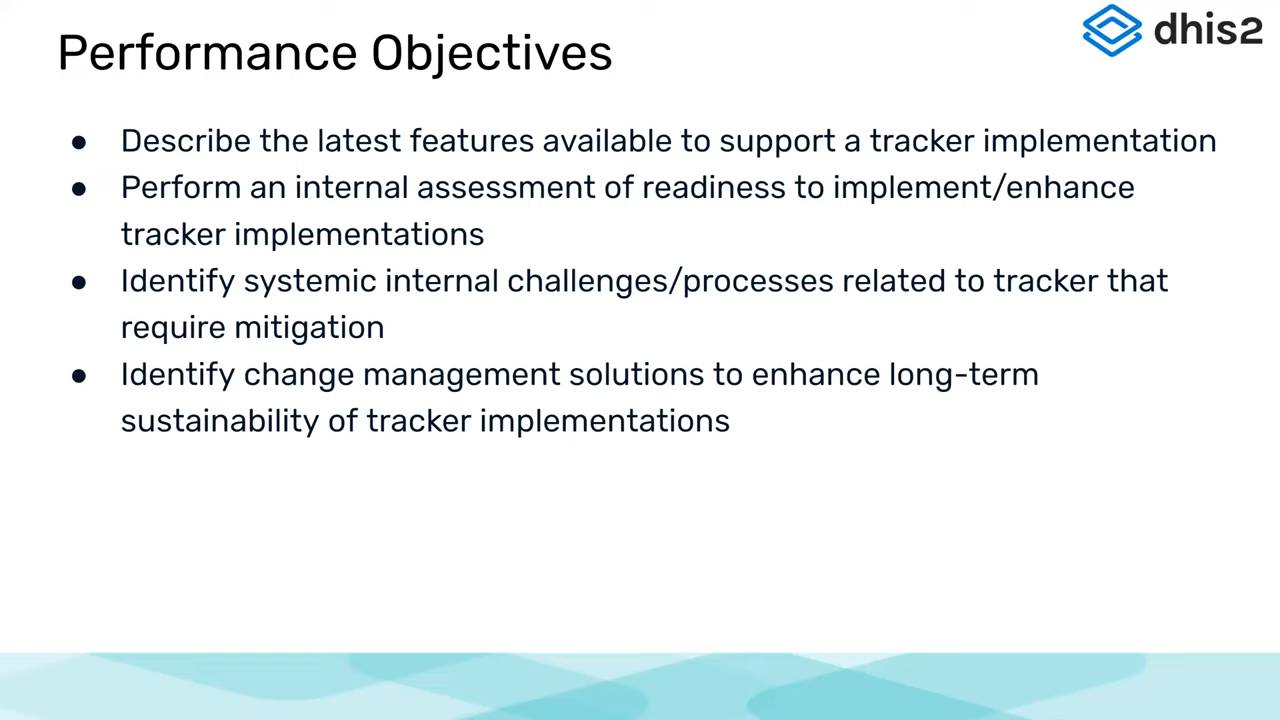 Performance Objectives
dhis2
● Describe the latest features available to support a tracker implementation
● Perform an internal assessment of readiness to implement/enhance
tracker implementations
● Identify systemic internal challenges/processes related to tracker that
require mitigation
● Identify change management solutions to enhance long-term
sustainability of tracker implementations